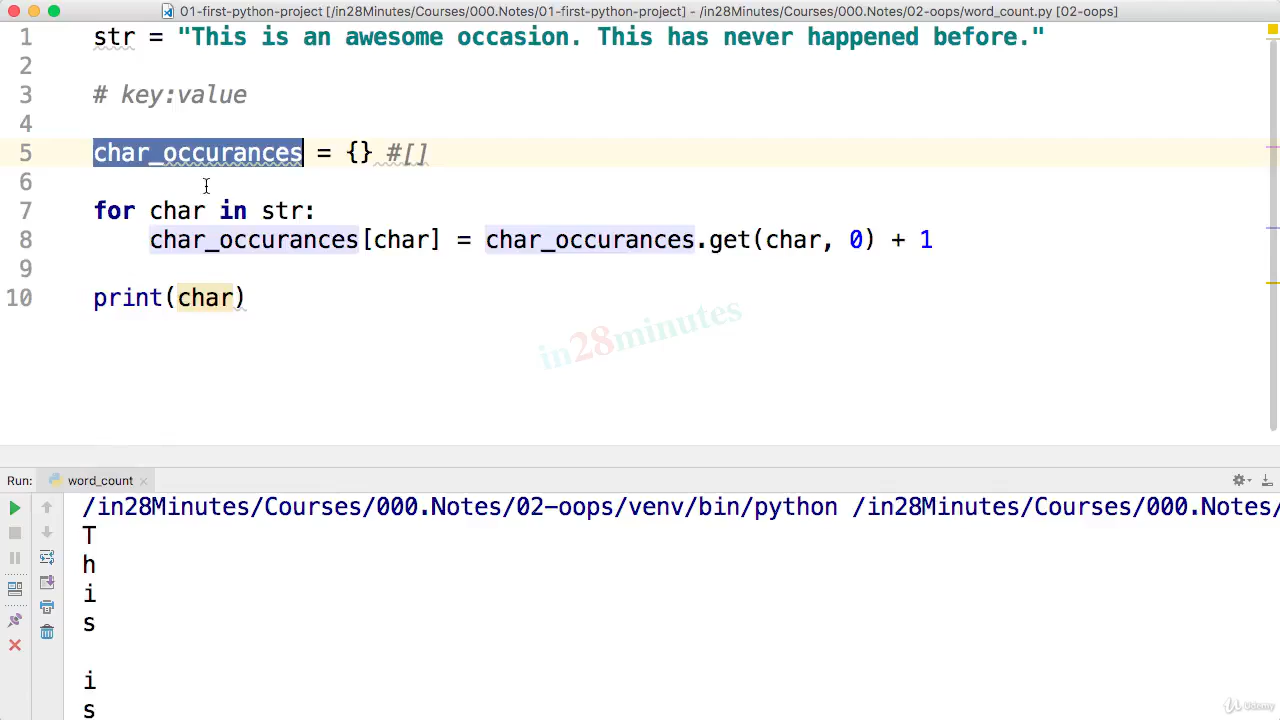 01-first-python-project [/in28Minutes/Courses/000.Notes/01-first-python-project] - /in28Minutes/Courses/000.Notes/02-oops/word_count.py [02-oops]
1 str = "This is an awesome occasion. This has never happened before."
2
3 # key:value
4
5 char_occurances = {} #[]
6
7 for char in str:
8 char_occurances[char] = char_occurances.get(char, 0) + 1
9
10 print(char)
in28minutes
Run: word_count
/in28Minutes/Courses/000.Notes/02-oops/venv/bin/python /in28Minutes/Courses/000.Notes/
T
h
i
s
i
s
Udemy